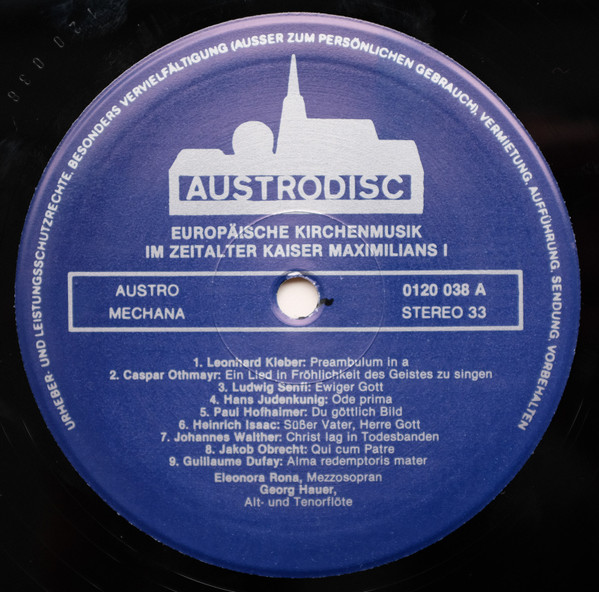 URHEBER- UND LEISTUNGSSCHUTZRECHTE, BESONDERS VERVIELFÄLTIGUNG (AUSSER ZUM PERSÖNLICHEN GEBRAUCH), VERMIETUNG, AUFFÜHRUNG, SENDUNG, VORBEHALTEN
AUSTRODISC
EUROPÄISCHE KIRCHENMUSIK
IM ZEITALTER KAISER MAXIMILIANS I
AUSTRO
MECHANA
0120 038 A
STEREO 33
1. Leonhard Kleber: Preambulum in a
2. Caspar Othmayr: Ein Lied in Fröhlichkeit des Geistes zu singen
3. Ludwig Senfl: Ewiger Gott
4. Hans Judenkunig: Ode prima
5. Paul Hofhaimer: Du göttlich Bild
6. Heinrich Isaac: Süßer Vater, Herre Gott
7. Johannes Walther: Christ lag in Todesbanden
8. Jakob Obrecht: Qui cum Patre
9. Guillaume Dufay: Alma redemptoris mater
Eleonora Rona, Mezzosopran
Georg Hauer,
Alt- und Tenorflöte